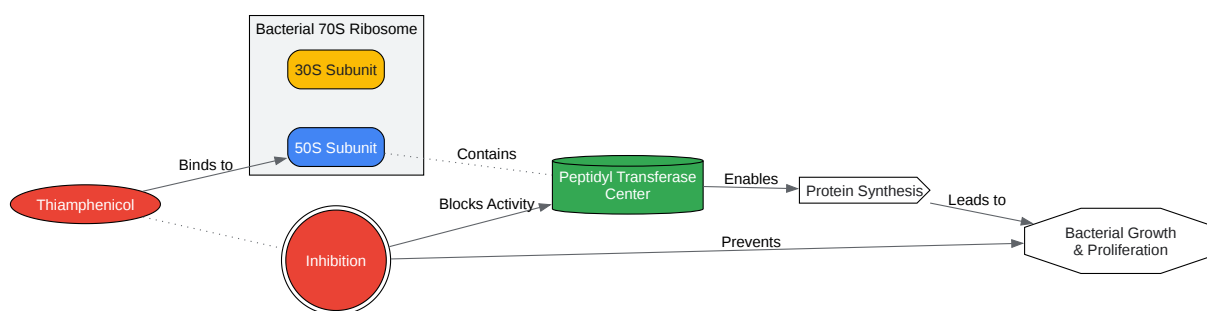 Bacterial 70S Ribosome
30S Subunit
50S Subunit
Contains
Binds to
Peptidyl Transferase
Center
Enables
Protein Synthesis
Thiamphenicol
Blocks Activity
Leads to
Inhibition
Prevents
Bacterial Growth
& Proliferation